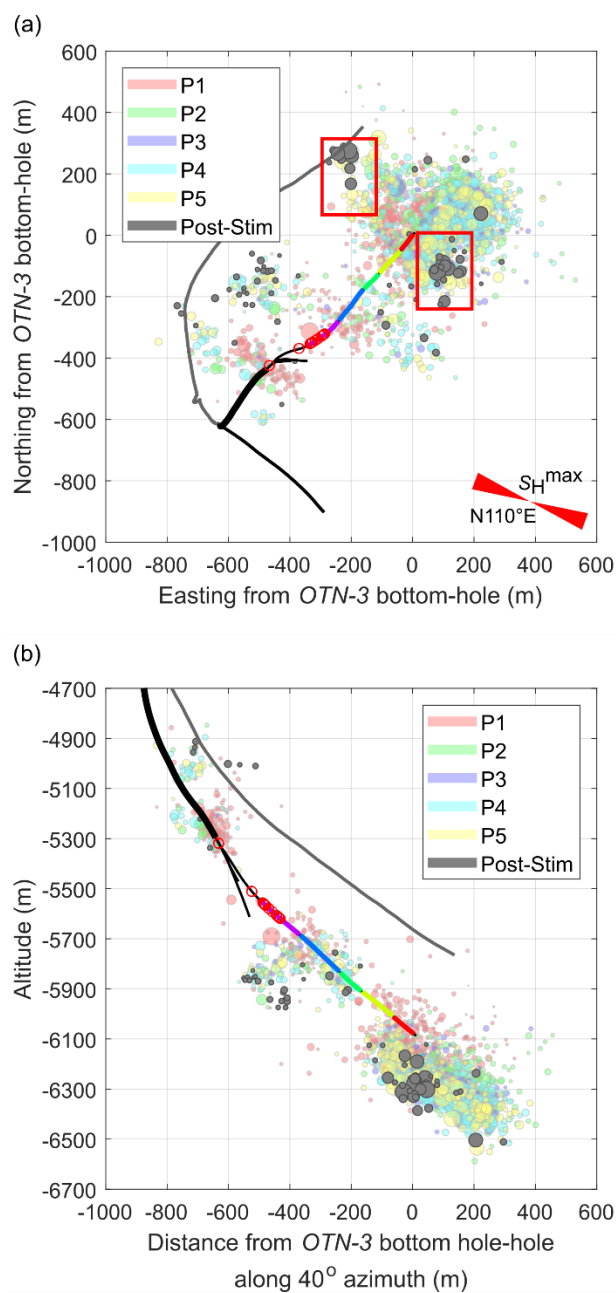 (a)
600
400
200
0
-200
-400
-600
-800
-1000
Northing from OTN-3 bottom-hole (m)
P1
P2
P3
P4
P5
Post-Stim
S_H^max
N110°E
-1000 -800 -600 -400 -200 0 200 400 600
Easting from OTN-3 bottom-hole (m)
(b)
-4700
-4900
-5100
-5300
-5500
-5700
-5900
-6100
-6300
-6500
-6700
Altitude (m)
P1
P2
P3
P4
P5
Post-Stim
-1000 -800 -600 -400 -200 0 200 400 600
Distance from OTN-3 bottom hole-hole
along 40° azimuth (m)